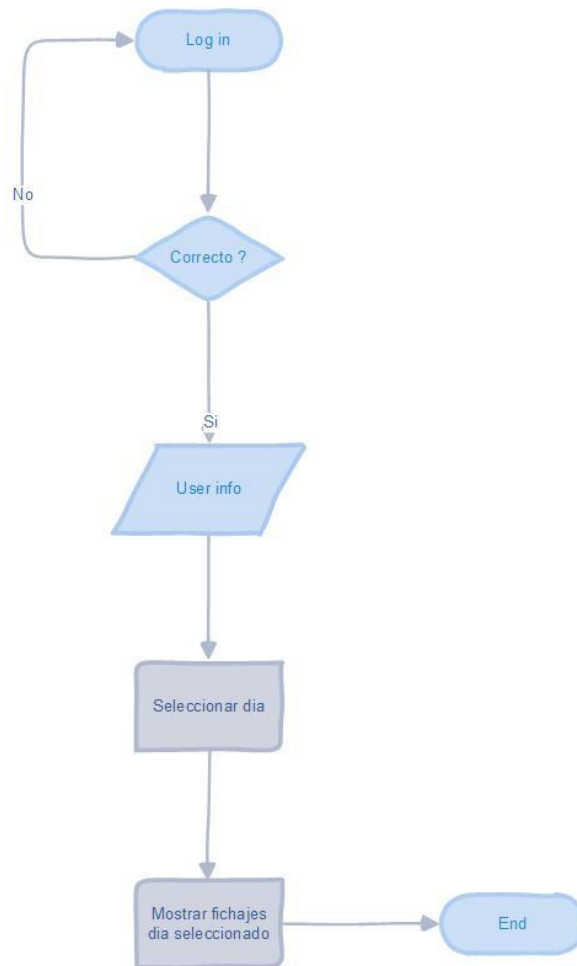 Log in
No
Correcto ?
Si
User info
Seleccionar dia
Mostrar fichajes
dia seleccionado
End